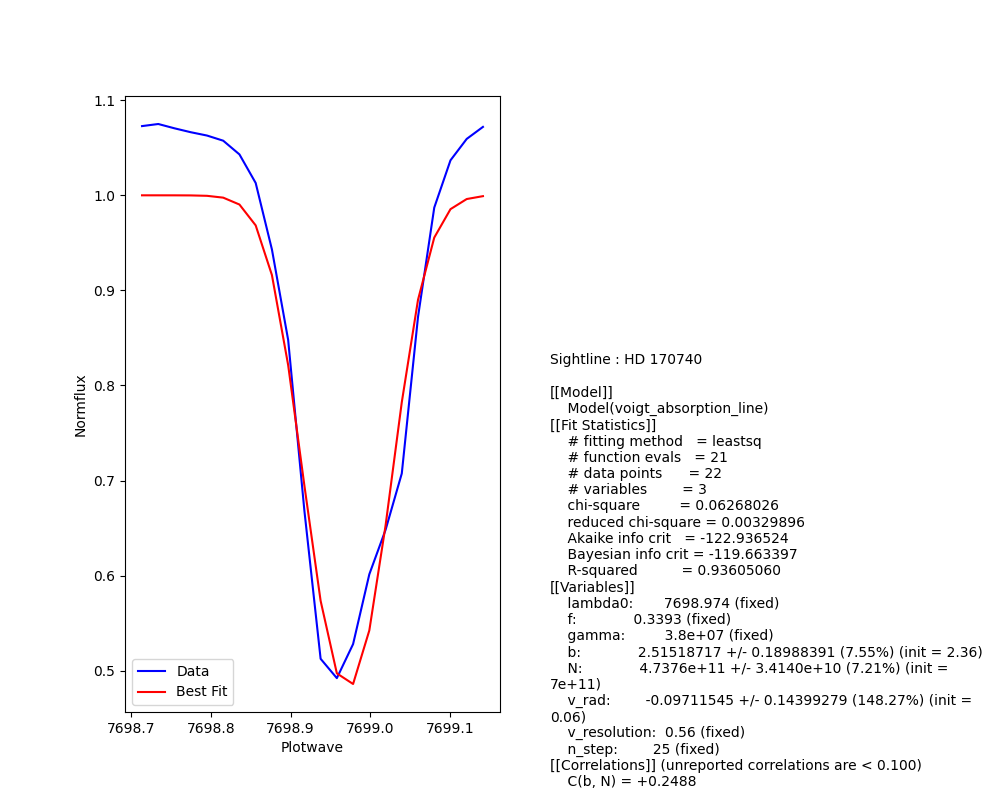 1.1
1.0
0.9
0.8
0.7
0.6
0.5
Normflux
7698.7 7698.8 7698.9 7699.0 7699.1
Plotwave
Data
Best Fit
Sightline : HD 170740
[[Model]]
Model(voigt_absorption_line)
[[Fit Statistics]]
# fitting method = leastsq
# function evals = 21
# data points = 22
# variables = 3
chi-square = 0.06268026
reduced chi-square = 0.00329896
Akaike info crit = -122.936524
Bayesian info crit = -119.663397
R-squared = 0.93605060
[[Variables]]
lambda0: 7698.974 (fixed)
f: 0.3393 (fixed)
gamma: 3.8e+07 (fixed)
b: 2.51518717 +/- 0.18988391 (7.55%) (init = 2.36)
N: 4.7376e+11 +/- 3.4140e+10 (7.21%) (init =
7e+11)
v_rad: -0.09711545 +/- 0.14399279 (148.27%) (init =
0.06)
v_resolution: 0.56 (fixed)
n_step: 25 (fixed)
[[Correlations]] (unreported correlations are < 0.100)
C(b, N) = +0.2488